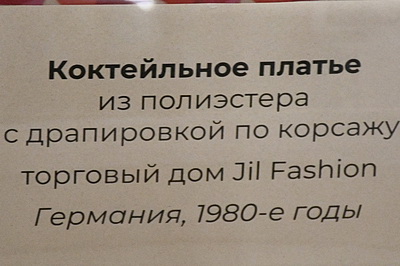 Коктейльное платье
из полиэстера
с драпировкой по корсажу
торговый дом Jil Fashion
Германия, 1980-е годы